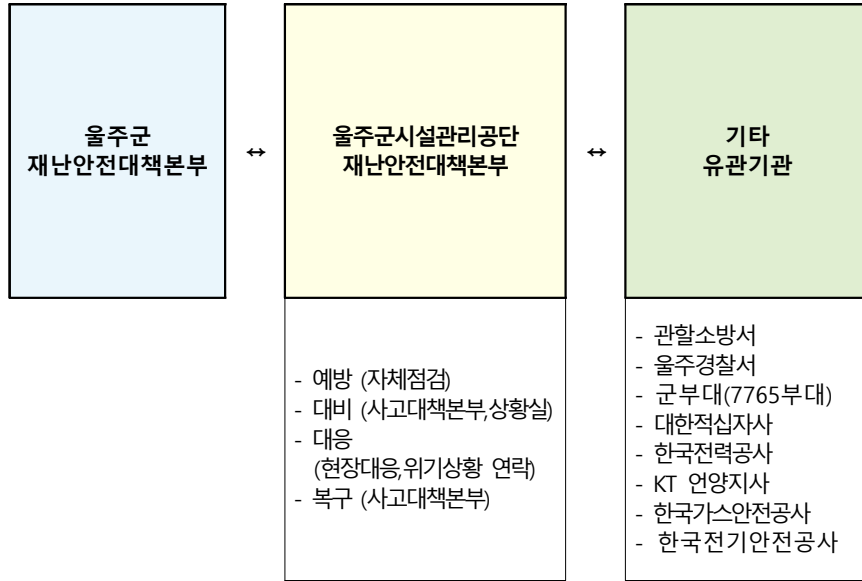 울주군
재난안전대책본부
↔
울주군시설관리공단
재난안전대책본부
↔
기타
유관기관
- 예방 (자체점검)
- 대비 (사고대책본부,상황실)
- 대응
(현장대응,위기상황 연락)
- 복구 (사고대책본부)
- 관할소방서
- 울주경찰서
- 군부대(7765부대)
- 대한적십자사
- 한국전력공사
- KT 언양지사
- 한국가스안전공사
- 한국전기안전공사